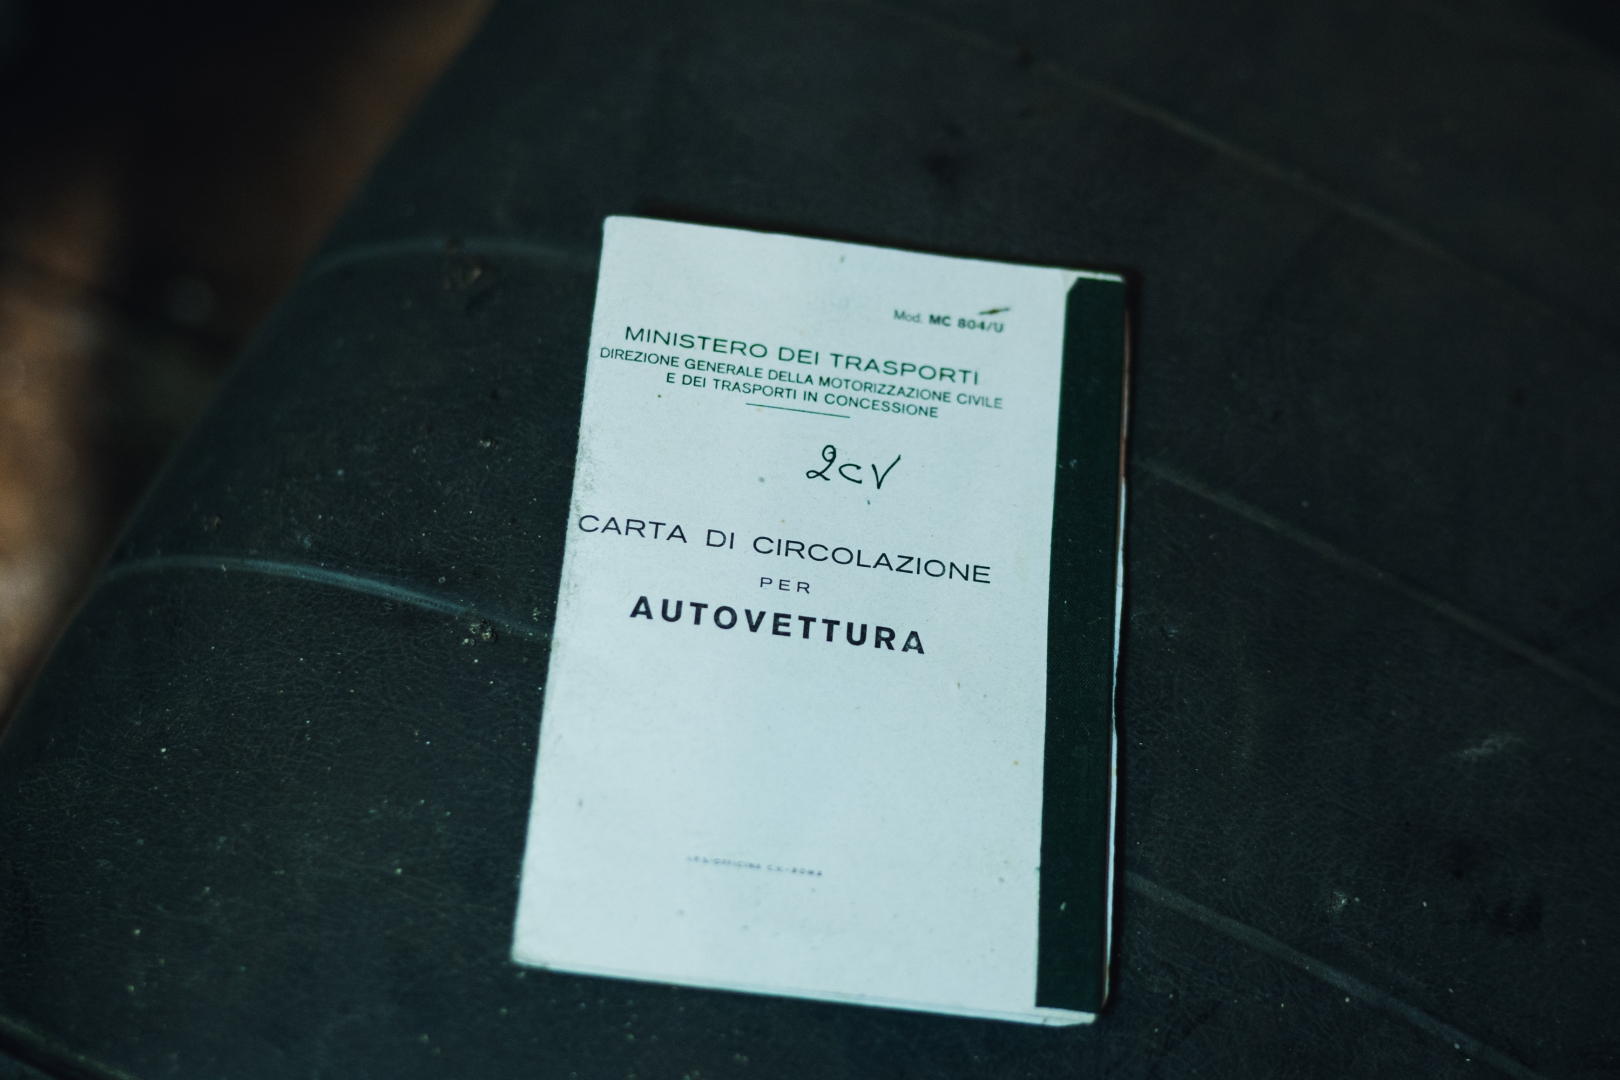 Mod. MC 804/U
MINISTERO DEI TRASPORTI
DIREZIONE GENERALE DELLA MOTORIZZAZIONE CIVILE
E DEI TRASPORTI IN CONCESSIONE
2CV
CARTA DI CIRCOLAZIONE
PER
AUTOVETTURA